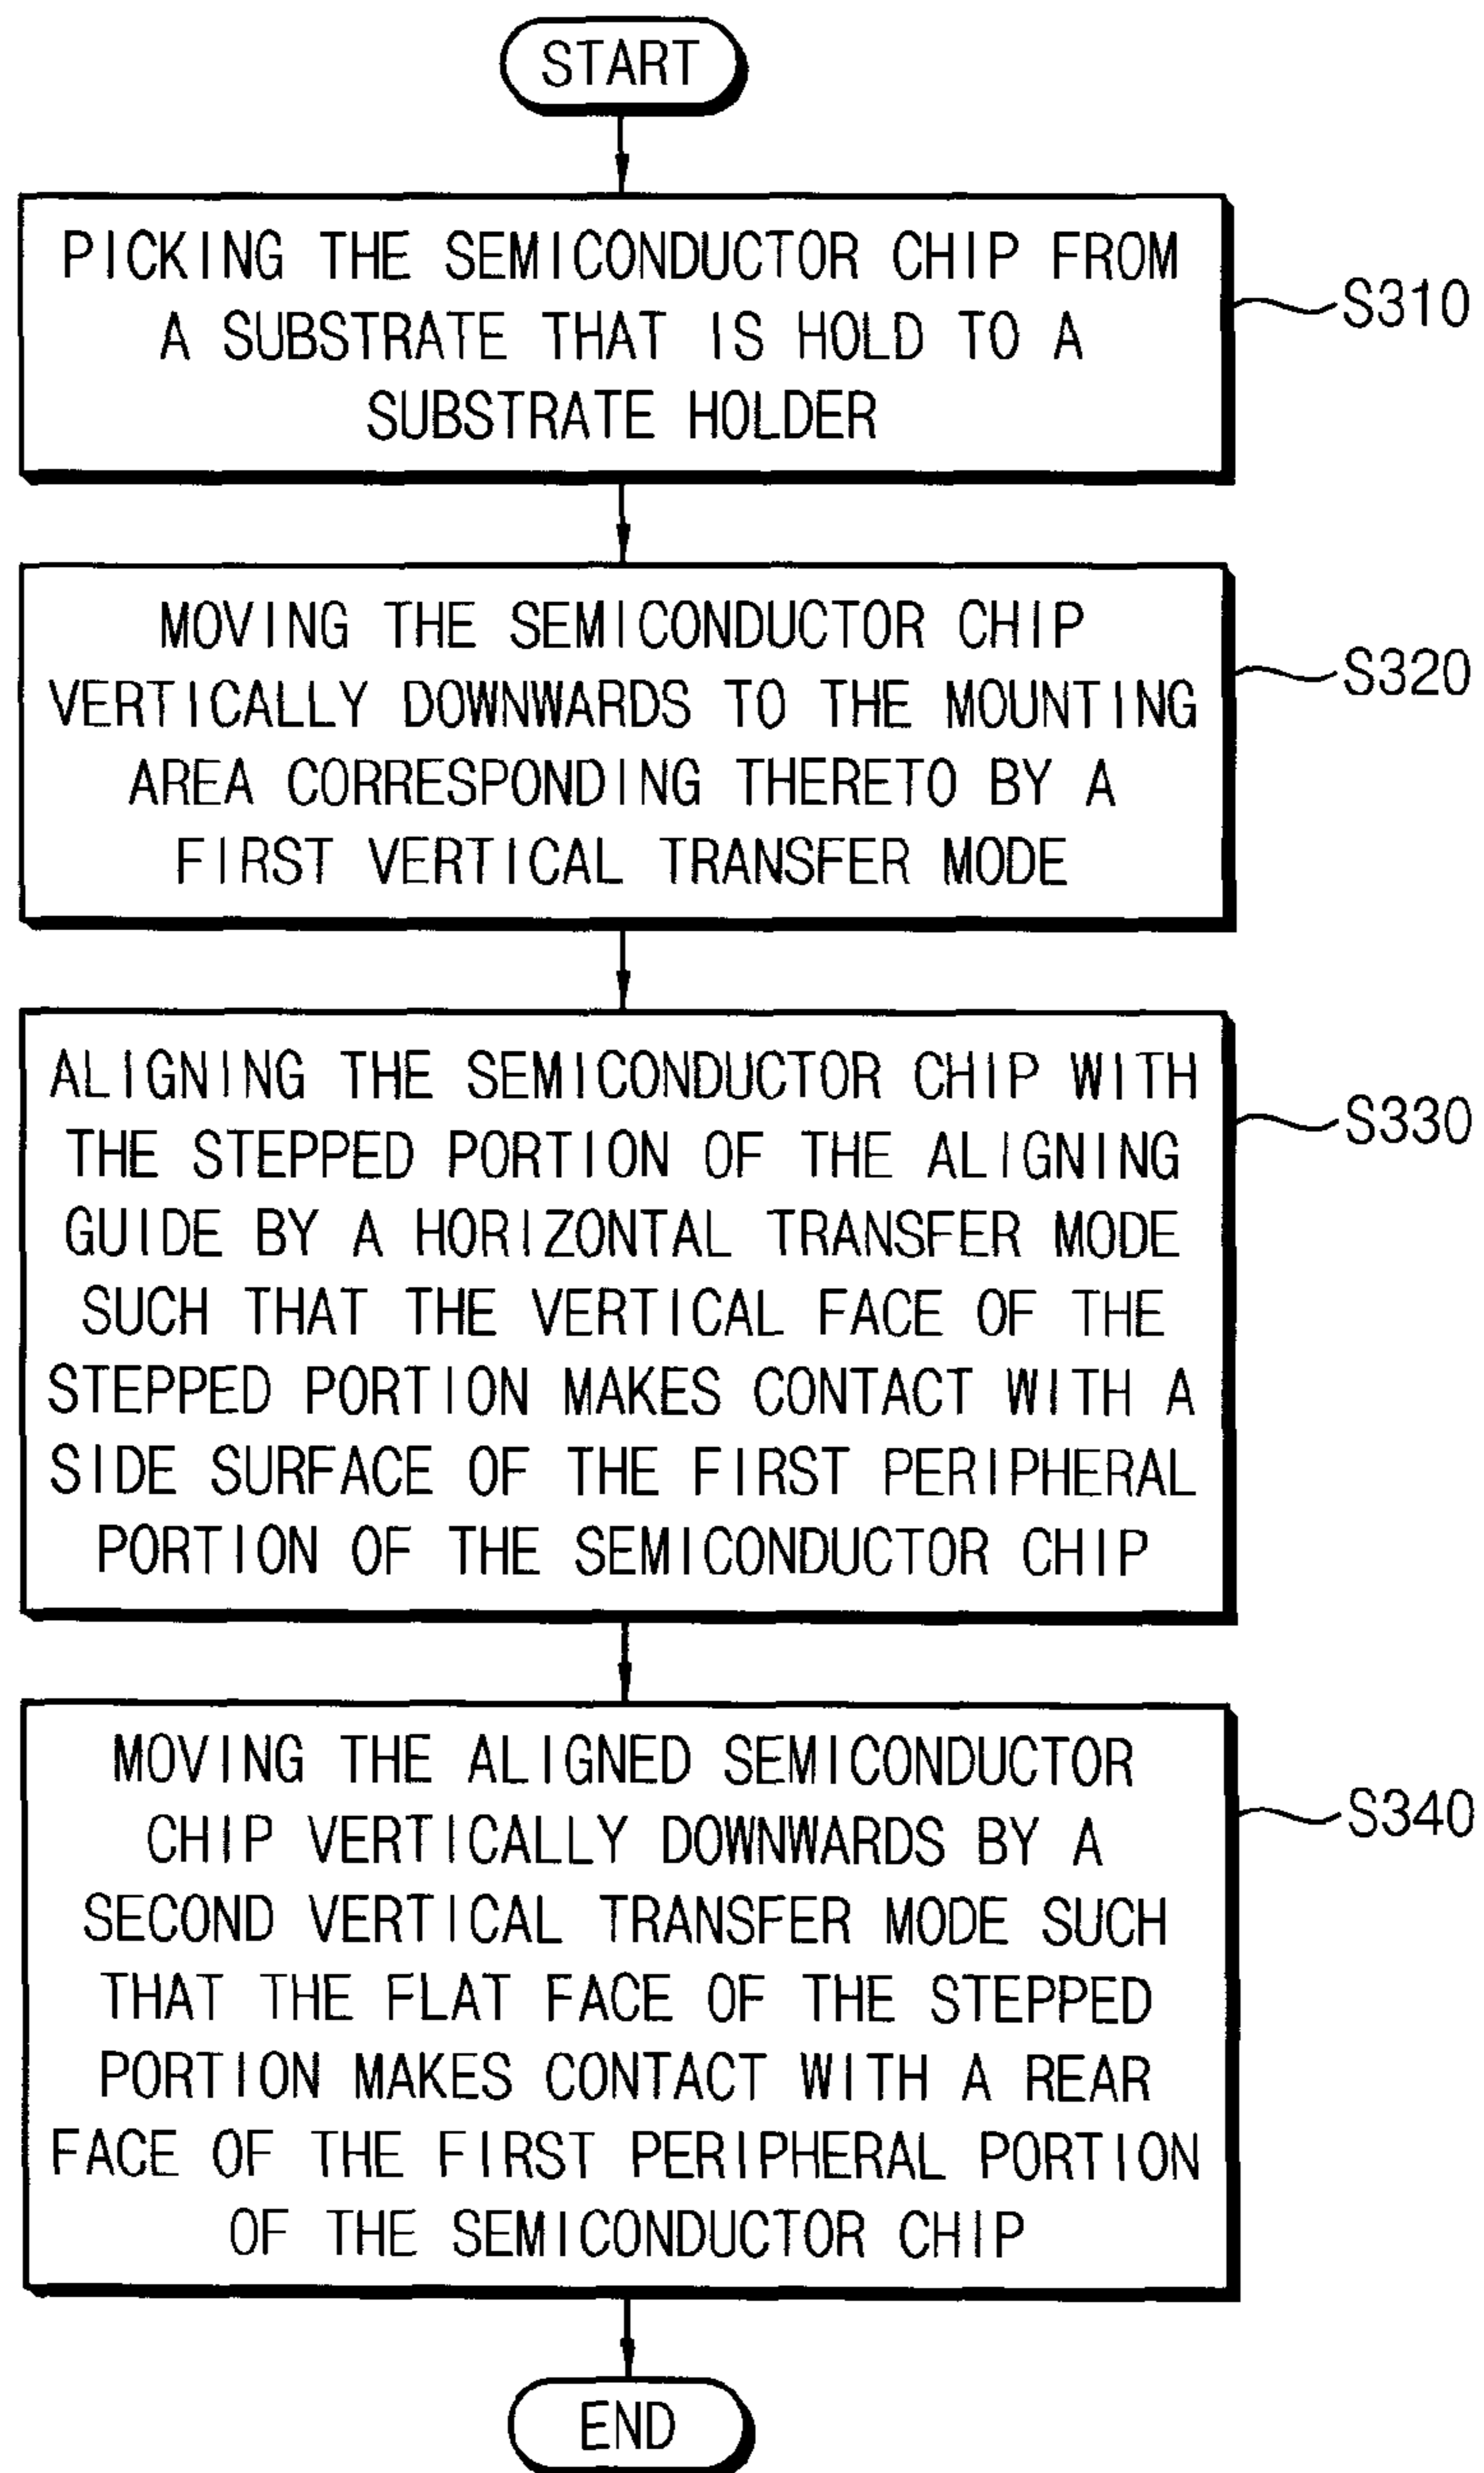 START
PICKING THE SEMICONDUCTOR CHIP FROM
A SUBSTRATE THAT IS HOLD TO A
SUBSTRATE HOLDER
S310
MOVING THE SEMICONDUCTOR CHIP
VERTICALLY DOWNWARDS TO THE MOUNTING
AREA CORRESPONDING THERETO BY A
FIRST VERTICAL TRANSFER MODE
S320
ALIGNING THE SEMICONDUCTOR CHIP WITH
THE STEPPED PORTION OF THE ALIGNING
GUIDE BY A HORIZONTAL TRANSFER MODE
SUCH THAT THE VERTICAL FACE OF THE
STEPPED PORTION MAKES CONTACT WITH A
SIDE SURFACE OF THE FIRST PERIPHERAL
PORTION OF THE SEMICONDUCTOR CHIP
S330
MOVING THE ALIGNED SEMICONDUCTOR
CHIP VERTICALLY DOWNWARDS BY A
SECOND VERTICAL TRANSFER MODE SUCH
THAT THE FLAT FACE OF THE STEPPED
PORTION MAKES CONTACT WITH A REAR
FACE OF THE FIRST PERIPHERAL PORTION
OF THE SEMICONDUCTOR CHIP
S340
END